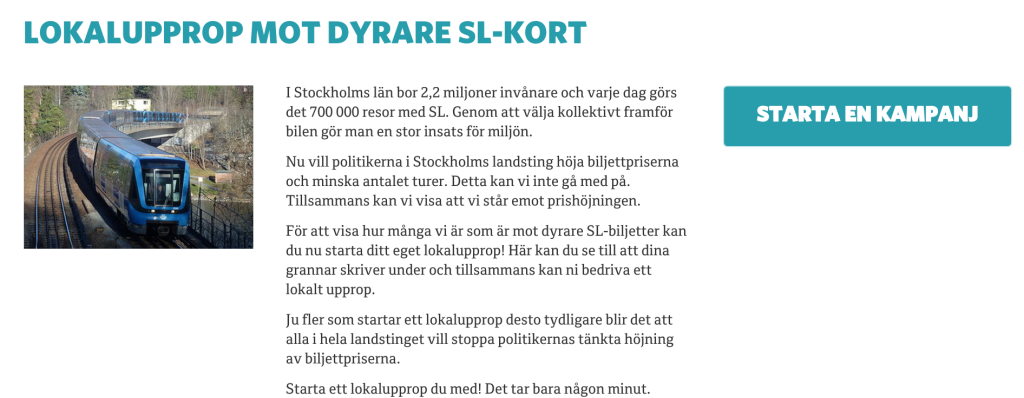 LOKALUPPROP MOT DYRARE SL-KORT
I Stockholms län bor 2,2 miljoner invånare och varje dag görs
det 700 000 resor med SL. Genom att välja kollektivt framför
bilen gör man en stor insats för miljön.
Nu vill politikerna i Stockholms landsting höja biljettpriserna
och minska antalet turer. Detta kan vi inte gå med på.
Tillsammans kan vi visa att vi står emot prishöjningen.
För att visa hur många vi är som är mot dyrare SL-biljetter kan
du nu starta ditt eget lokalupprop! Här kan du se till att dina
grannar skriver under och tillsammans kan ni bedriva ett
lokalt upprop.
Ju fler som startar ett lokalupprop desto tydligare blir det att
alla i hela landstinget vill stoppa politikernas tänkta höjning
av biljettpriserna.
Starta ett lokalupprop du med! Det tar bara någon minut.
STARTA EN KAMPANJ